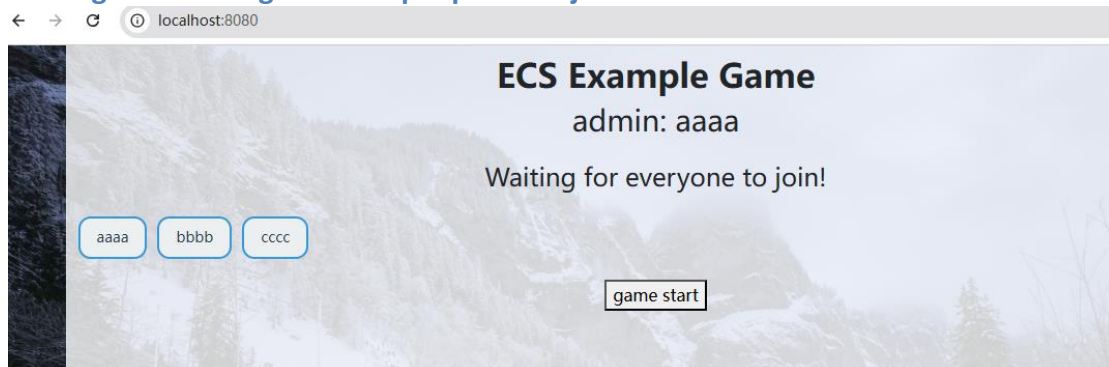 localhost:8080
ECS Example Game
admin: aaaa
Waiting for everyone to join!
aaaa bbbb cccc
game start